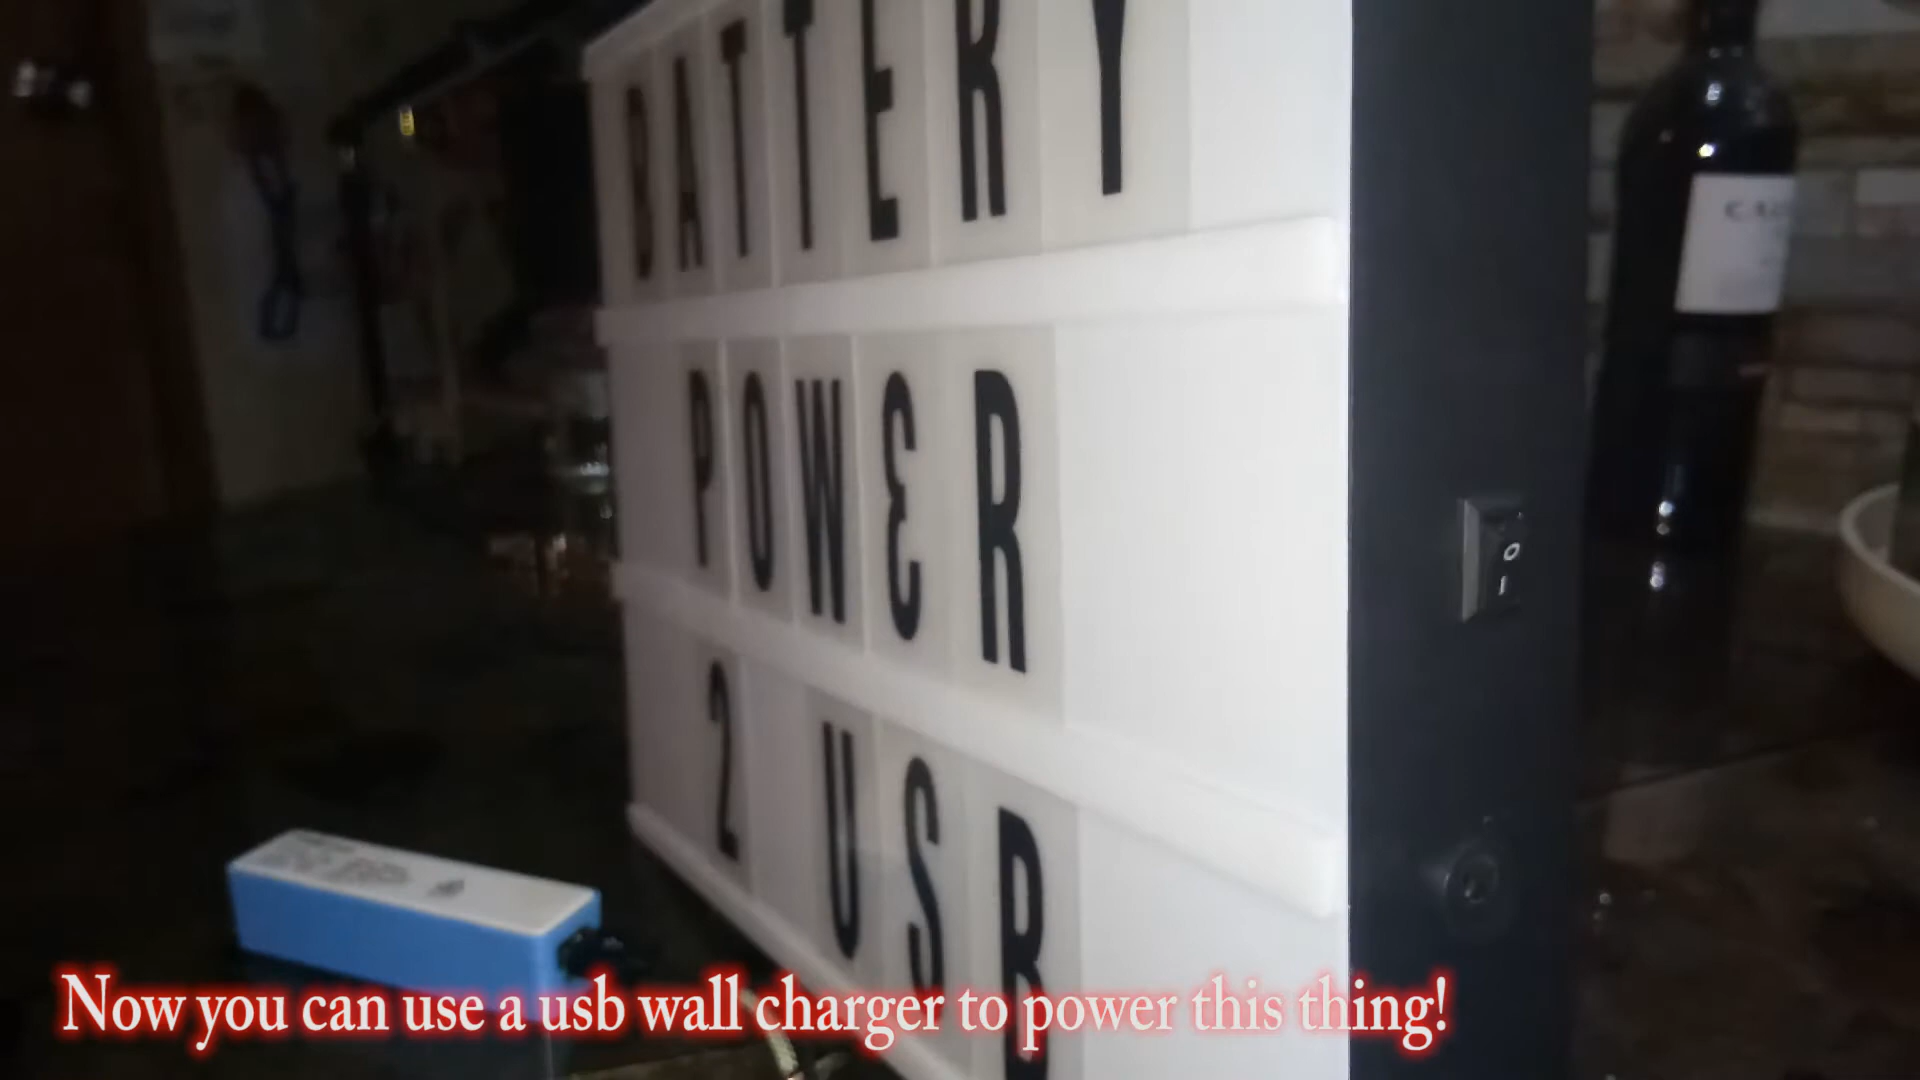 BATTERY
POWER
2 USB
O
I
Now you can use a usb wall charger to power this thing!